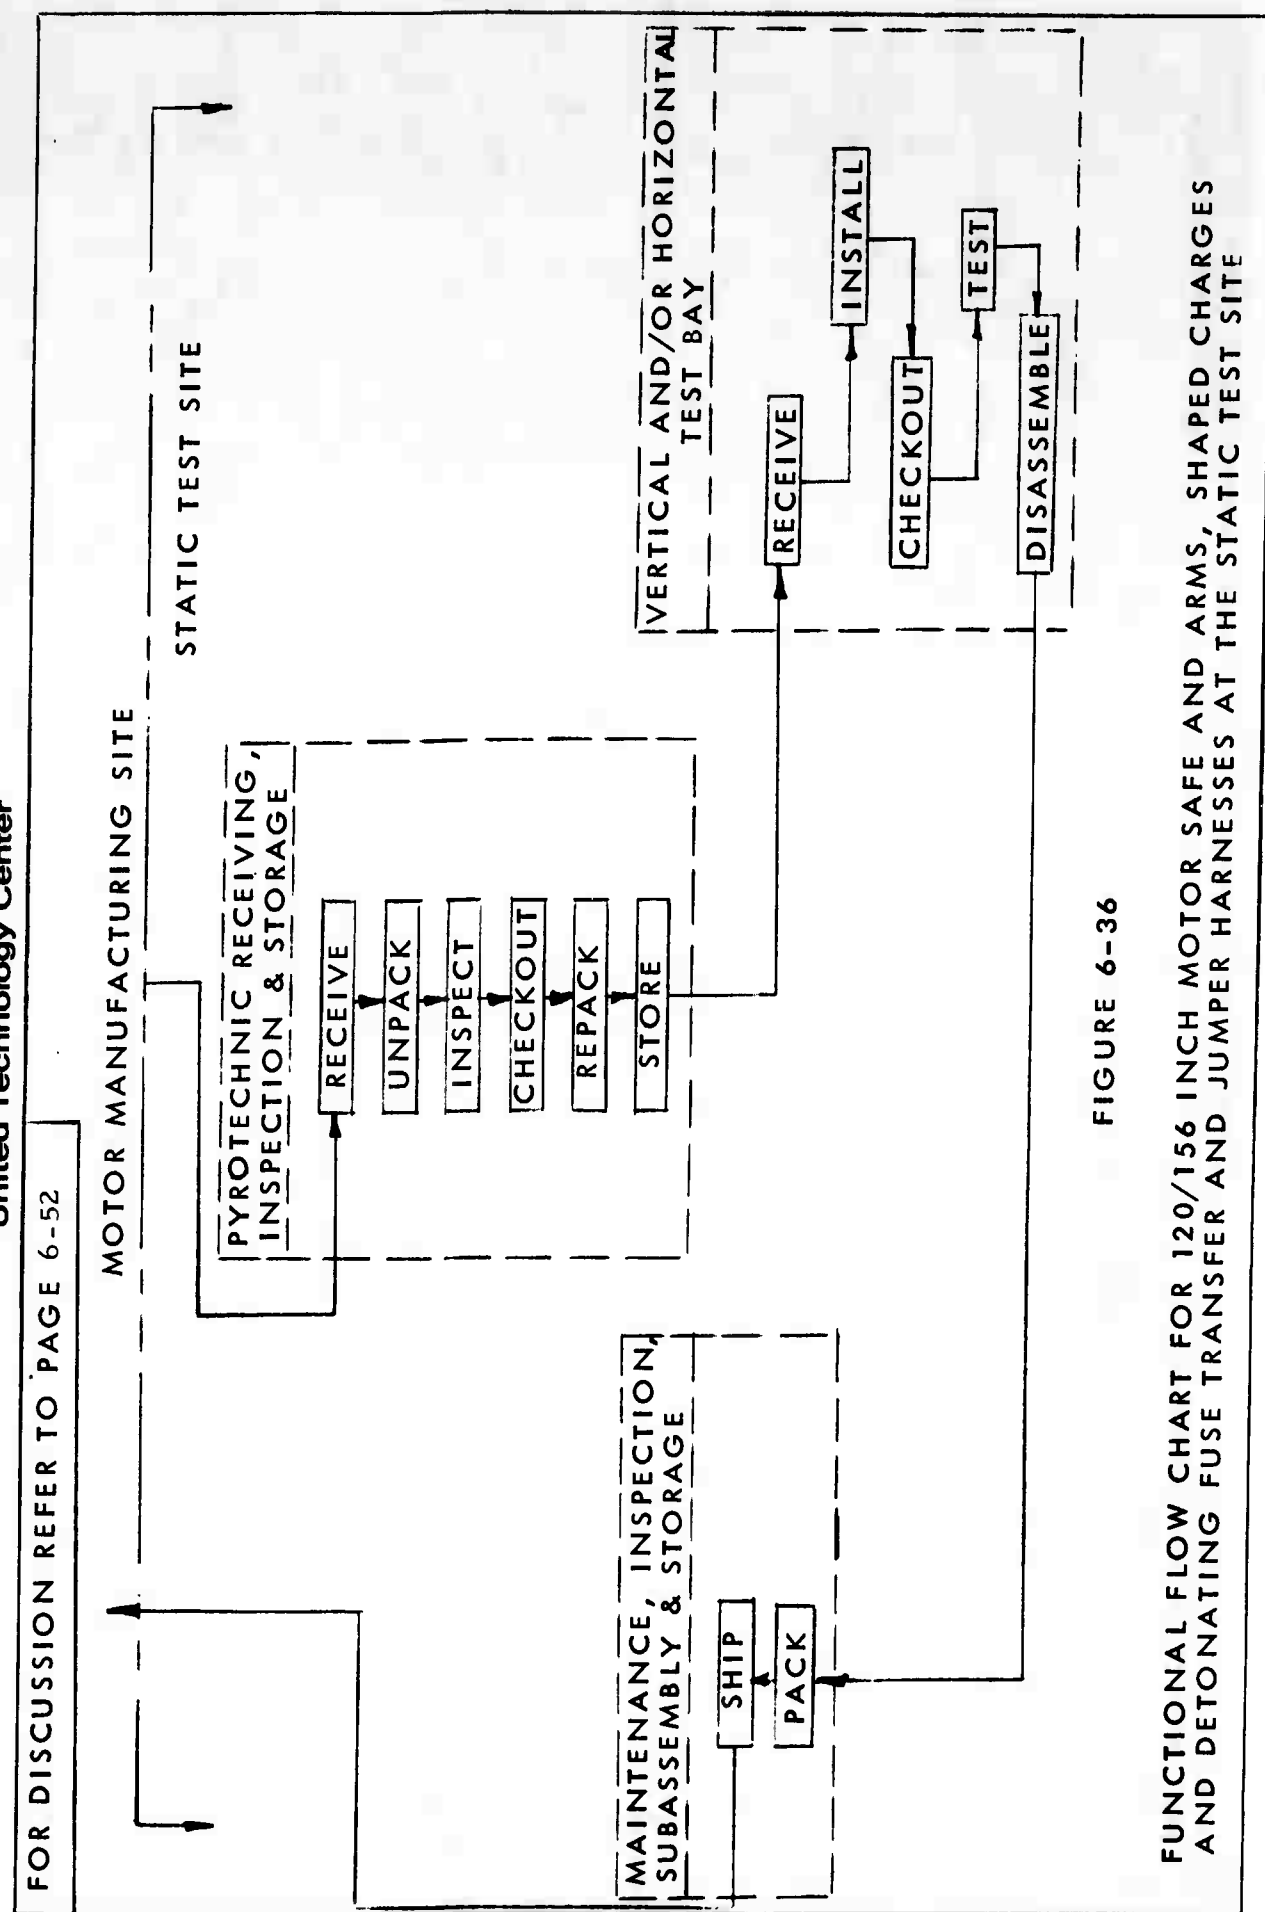 United Technology Center
FOR DISCUSSION REFER TO PAGE 6-52
MOTOR MANUFACTURING SITE
STATIC TEST SITE
PYROTECHNIC RECEIVING,
INSPECTION & STORAGE
RECEIVE
UNPACK
INSPECT
CHECKOUT
REPACK
STORE
VERTICAL AND/OR HORIZONTAL
TEST BAY
RECEIVE
INSTALL
CHECKOUT
TEST
DISASSEMBLE
MAINTENANCE, INSPECTION,
SUBASSEMBLY & STORAGE
SHIP
PACK
FIGURE 6-36
FUNCTIONAL FLOW CHART FOR 120/156 INCH MOTOR SAFE AND ARMS, SHAPED CHARGES
AND DETONATING FUSE TRANSFER AND JUMPER HARNESSES AT THE STATIC TEST SITE